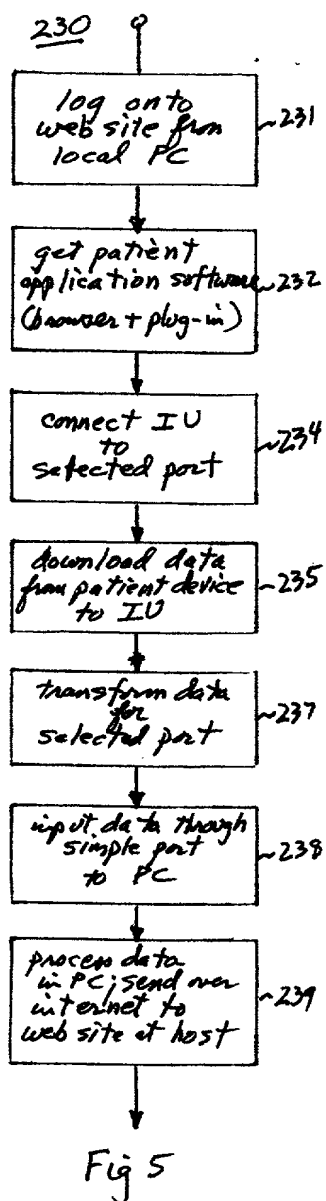 230
log onto
web site from
local PC
231
get patient
application software
(browser + plug-in)
232
connect IU
to
selected port
234
download data
from patient device
to IU
235
transform data
for
selected port
237
input data through
simple port
to PC
238
process data
in PC; send over
internet to
web site at host
239
Fig 5